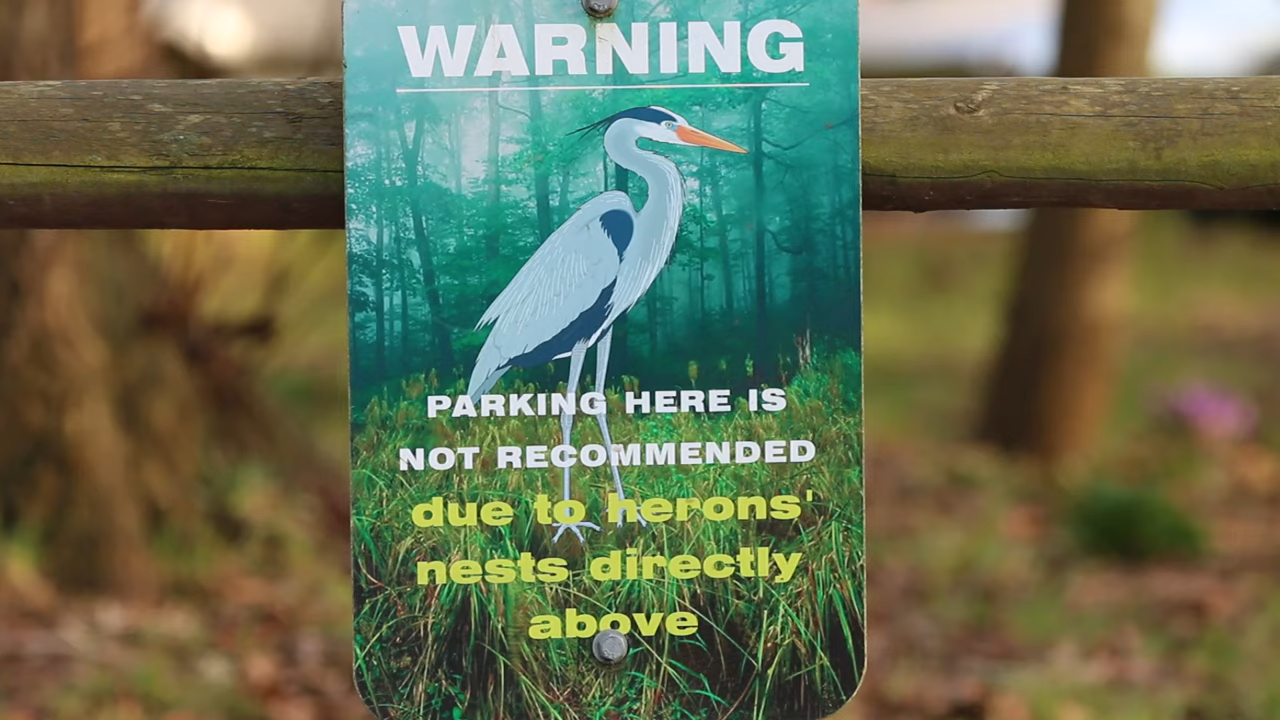 WARNING
PARKING HERE IS
NOT RECOMMENDED
due to herons'
nests directly
above